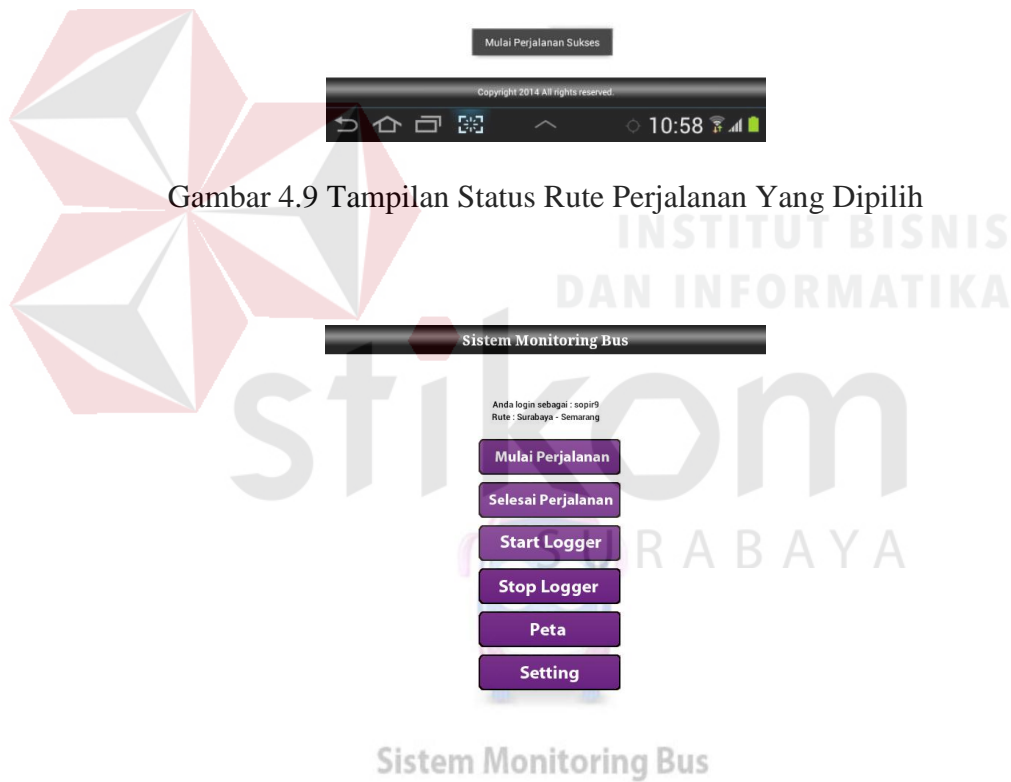 Mulai Perjalanan Sukses
Copyright 2014 All rights reserved.
10:58
Gambar 4.9 Tampilan Status Rute Perjalanan Yang Dipilih
INSTITUT BISNIS
DAN INFORMATIKA
stikom
SURABAYA
Sistem Monitoring Bus
Anda login sebagai : sopir9
Rute : Surabaya - Semarang
Mulai Perjalanan
Selesai Perjalanan
Start Logger
Stop Logger
Peta
Setting
Sistem Monitoring Bus